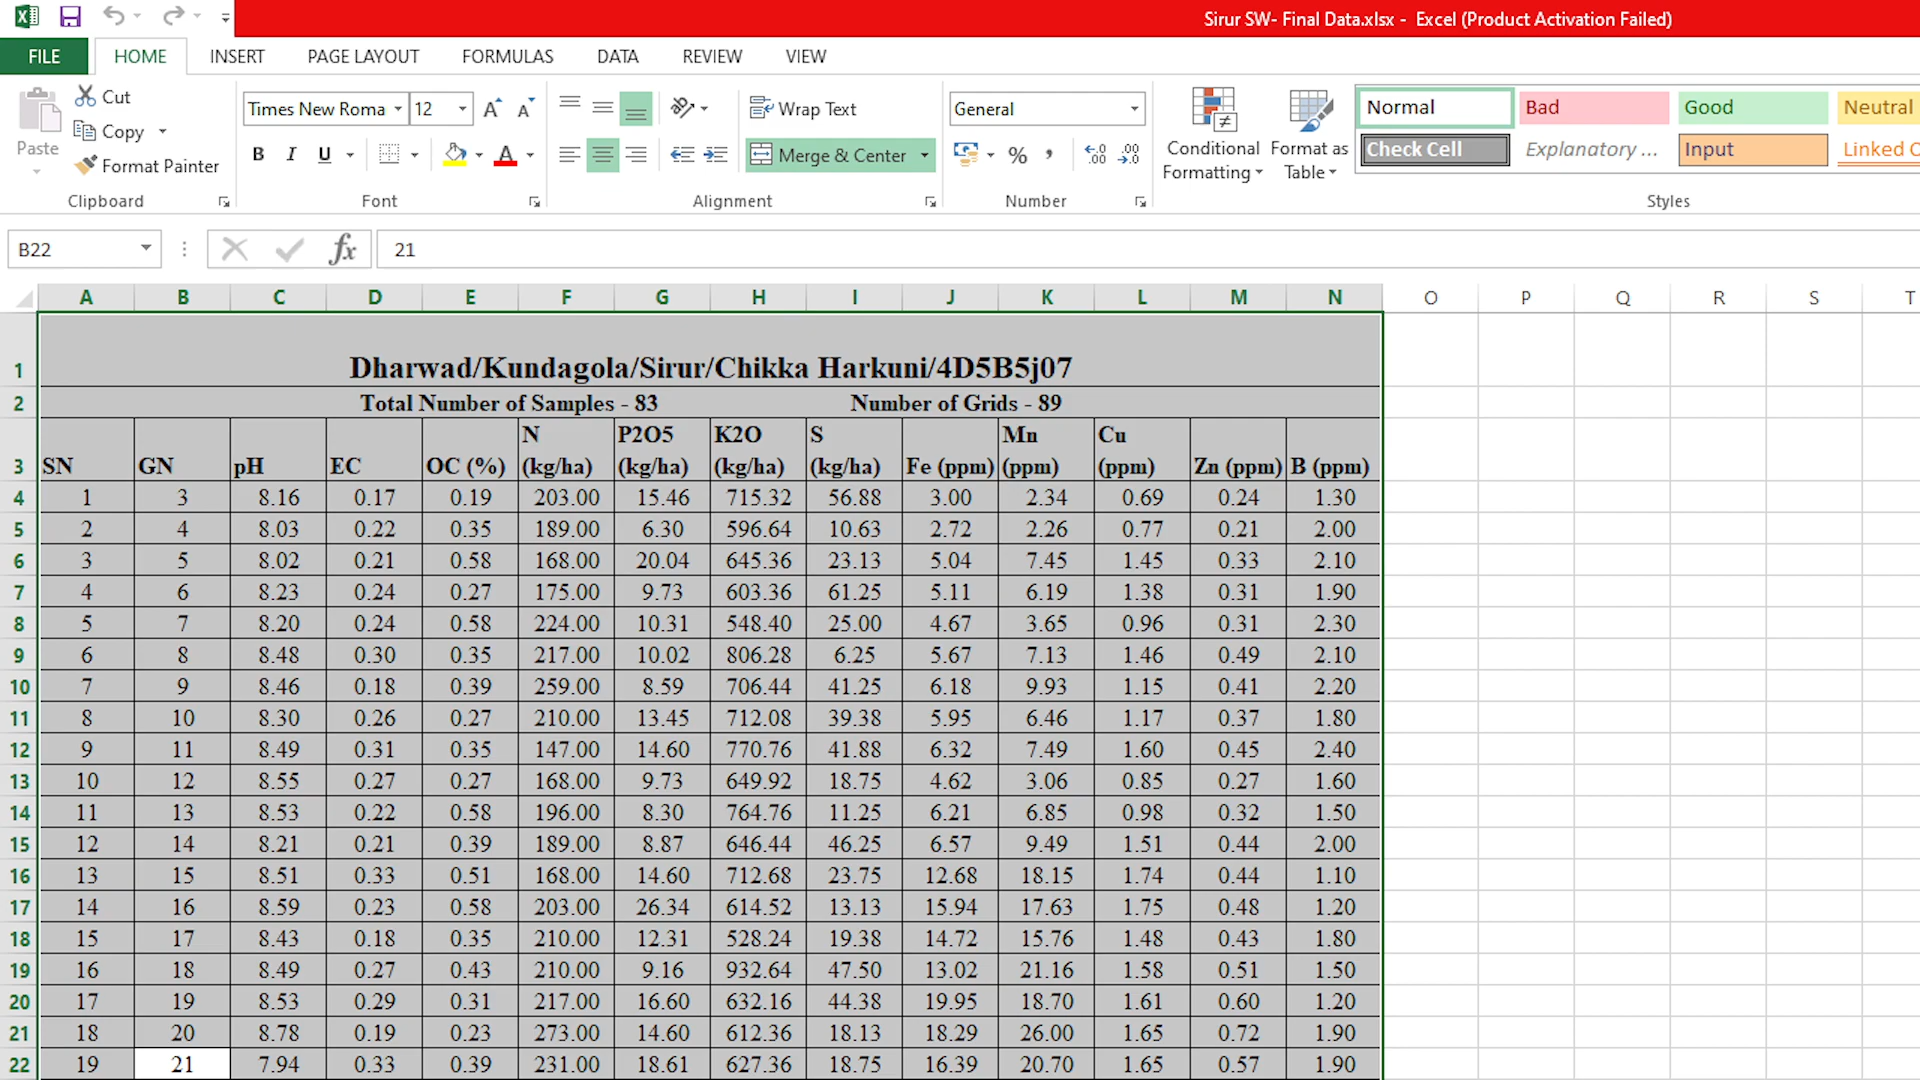 Sirur SW- Final Data.xlsx - Excel (Product Activation Failed)
FILE HOME INSERT PAGE LAYOUT FORMULAS DATA REVIEW VIEW
Paste Cut Copy Format Painter
Times New Roma 12
B I U
Wrap Text
Merge & Center
General
Conditional Formatting
Format as Table
Normal Bad Good Neutral
Check Cell Explanatory ... Input Linked C
Clipboard Font Alignment Number Styles
B22 fx 21
A B C D E F G H I J K L M N O P Q R S T
1 Dharwad/Kundagola/Sirur/Chikka Harkuni/4D5B5j07
2 Total Number of Samples - 83 Number of Grids - 89
3 SN GN pH EC OC (%) N (kg/ha) P2O5 (kg/ha) K2O (kg/ha) S (kg/ha) Fe (ppm) Mn (ppm) Cu (ppm) Zn (ppm) B (ppm)
4 1 3 8.16 0.17 0.19 203.00 15.46 715.32 56.88 3.00 2.34 0.69 0.24 1.30
5 2 4 8.03 0.22 0.35 189.00 6.30 596.64 10.63 2.72 2.26 0.77 0.21 2.00
6 3 5 8.02 0.21 0.58 168.00 20.04 645.36 23.13 5.04 7.45 1.45 0.33 2.10
7 4 6 8.23 0.24 0.27 175.00 9.73 603.36 61.25 5.11 6.19 1.38 0.31 1.90
8 5 7 8.20 0.24 0.58 224.00 10.31 548.40 25.00 4.67 3.65 0.96 0.31 2.30
9 6 8 8.48 0.30 0.35 217.00 10.02 806.28 6.25 5.67 7.13 1.46 0.49 2.10
10 7 9 8.46 0.18 0.39 259.00 8.59 706.44 41.25 6.18 9.93 1.15 0.41 2.20
11 8 10 8.30 0.26 0.27 210.00 13.45 712.08 39.38 5.95 6.46 1.17 0.37 1.80
12 9 11 8.49 0.31 0.35 147.00 14.60 770.76 41.88 6.32 7.49 1.60 0.45 2.40
13 10 12 8.55 0.27 0.27 168.00 9.73 649.92 18.75 4.62 3.06 0.85 0.27 1.60
14 11 13 8.53 0.22 0.58 196.00 8.30 764.76 11.25 6.21 6.85 0.98 0.32 1.50
15 12 14 8.21 0.21 0.39 189.00 8.87 646.44 46.25 6.57 9.49 1.51 0.44 2.00
16 13 15 8.51 0.33 0.51 168.00 14.60 712.68 23.75 12.68 18.15 1.74 0.44 1.10
17 14 16 8.59 0.23 0.58 203.00 26.34 614.52 13.13 15.94 17.63 1.75 0.48 1.20
18 15 17 8.43 0.18 0.35 210.00 12.31 528.24 19.38 14.72 15.76 1.48 0.43 1.80
19 16 18 8.49 0.27 0.43 210.00 9.16 932.64 47.50 13.02 21.16 1.58 0.51 1.50
20 17 19 8.53 0.29 0.31 217.00 16.60 632.16 44.38 19.95 18.70 1.61 0.60 1.20
21 18 20 8.78 0.19 0.23 273.00 14.60 612.36 18.13 18.29 26.00 1.65 0.72 1.90
22 19 21 7.94 0.33 0.39 231.00 18.61 627.36 18.75 16.39 20.70 1.65 0.57 1.90